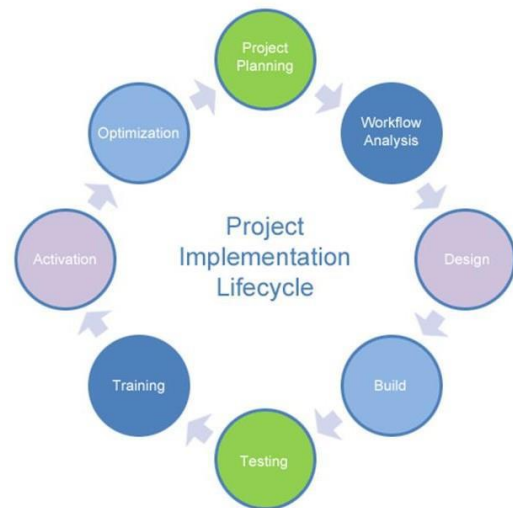 Project
Planning
Workflow
Analysis
Design
Build
Testing
Training
Activation
Optimization
Project
Implementation
Lifecycle